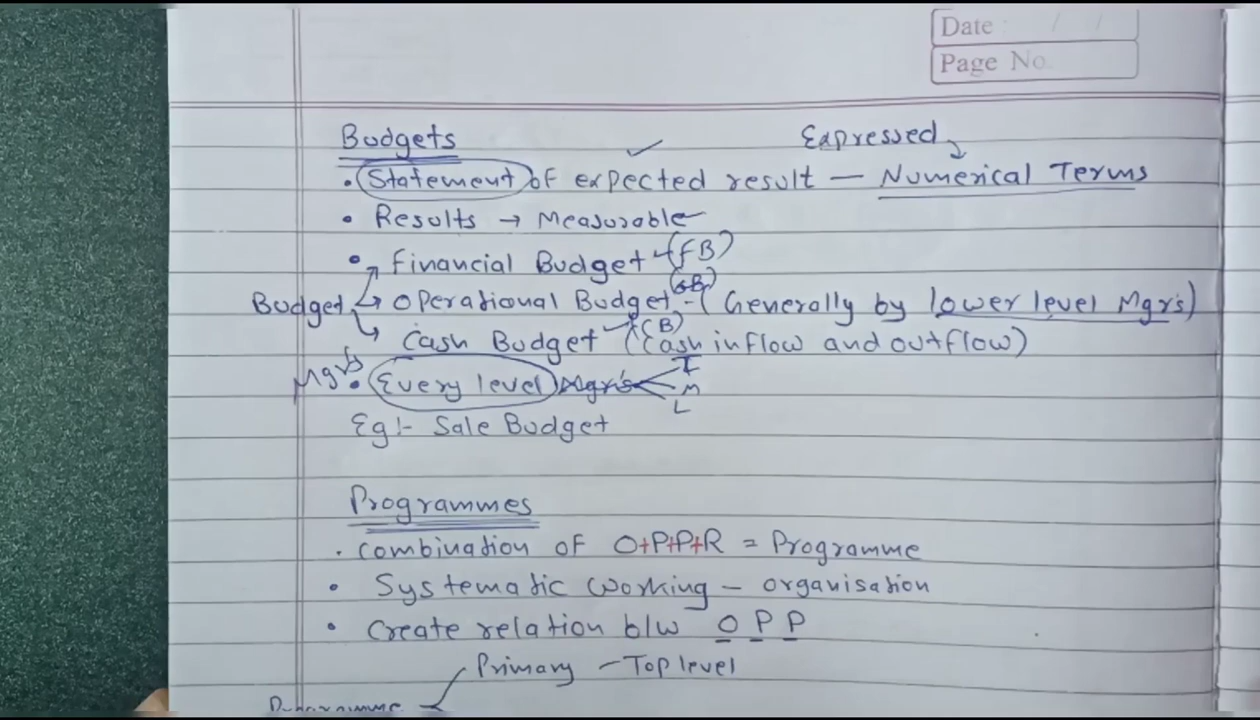 Date / /
Page No.
Budgets
Expressed
• Statement of expected result — Numerical Terms
• Results → Measurable
• Financial Budget (FB)
Budget → Operational Budget (OB) - (Generally by lower level Mgrs)
→ Cash Budget (CB) (Cash inflow and outflow)
Mgrs • Every level Mgrs
T
M
L
Eg:- Sale Budget
Programmes
• Combination of O+P+P+R = Programme
• Systematic working — organisation
• Create relation b/w O P P
Primary — Top level
Programme